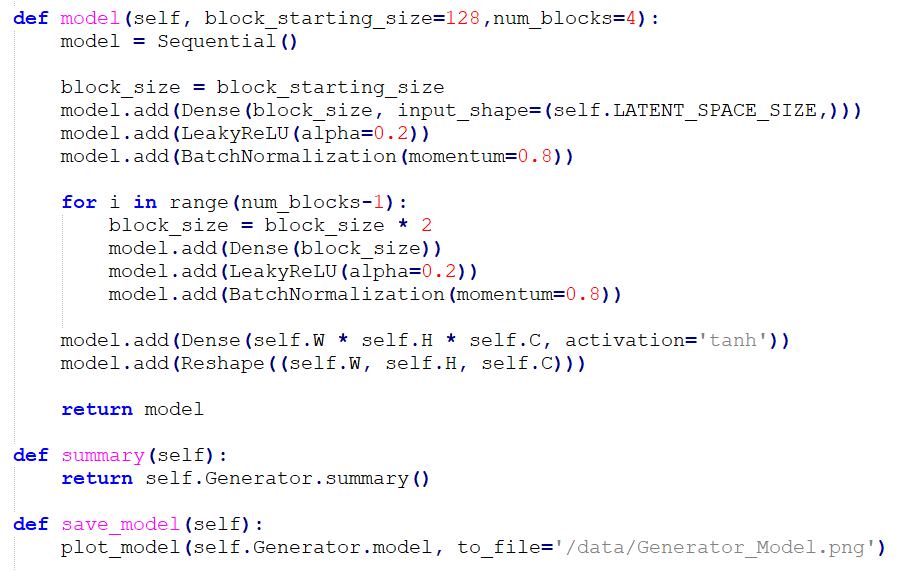 def model(self, block_starting_size=128,num_blocks=4):
    model = Sequential()

    block_size = block_starting_size
    model.add(Dense(block_size, input_shape=(self.LATENT_SPACE_SIZE,)))
    model.add(LeakyReLU(alpha=0.2))
    model.add(BatchNormalization(momentum=0.8))

    for i in range(num_blocks-1):
        block_size = block_size * 2
        model.add(Dense(block_size))
        model.add(LeakyReLU(alpha=0.2))
        model.add(BatchNormalization(momentum=0.8))

    model.add(Dense(self.W * self.H * self.C, activation='tanh'))
    model.add(Reshape((self.W, self.H, self.C)))

    return model

def summary(self):
    return self.Generator.summary()

def save_model(self):
    plot_model(self.Generator.model, to_file='/data/Generator_Model.png')